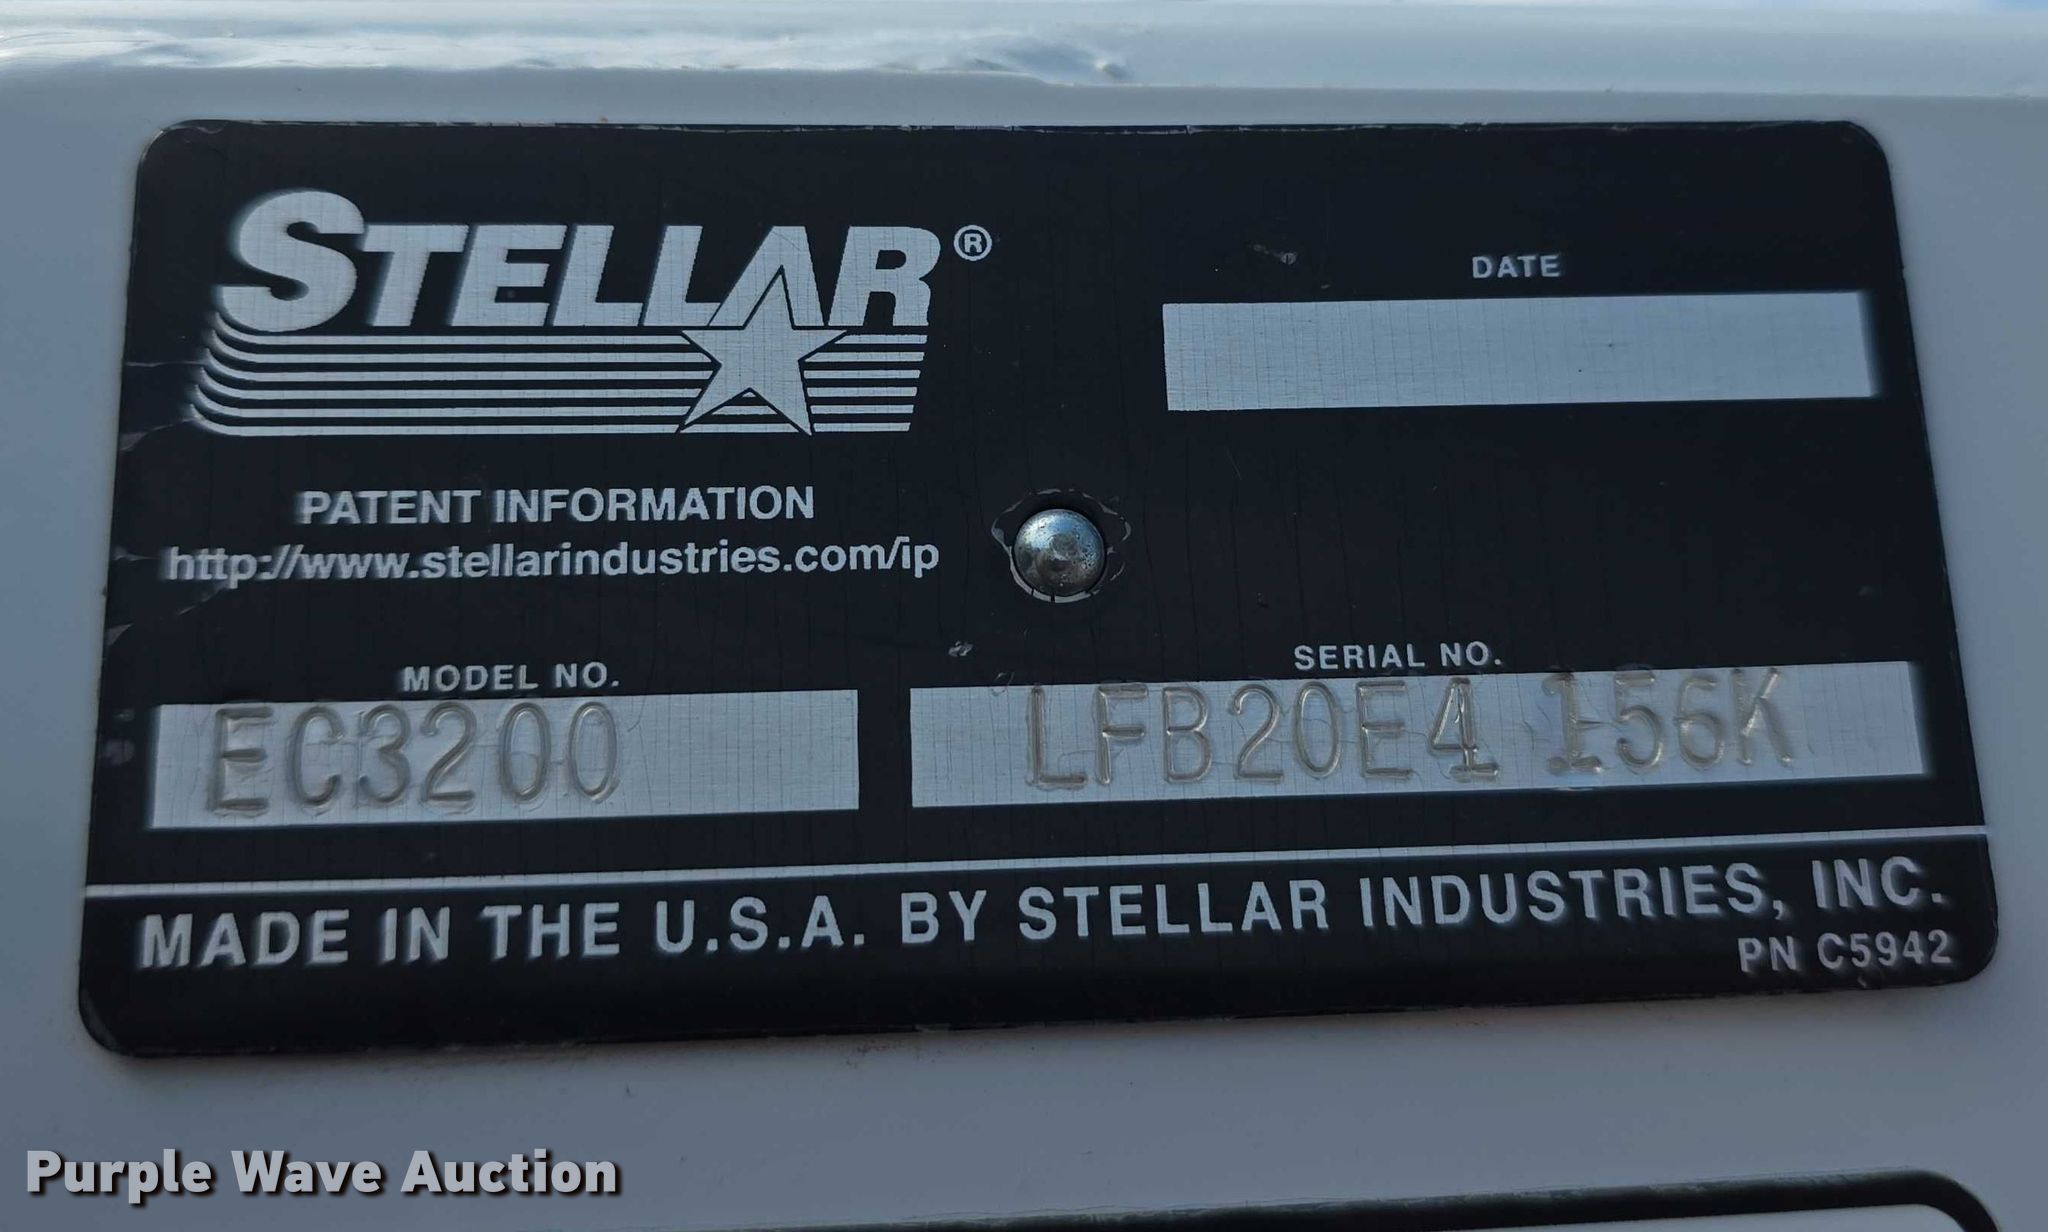 STELLAR®
DATE
PATENT INFORMATION
http://www.stellarindustries.com/ip
MODEL NO.
EC3200
SERIAL NO.
LFB20E4 156K
MADE IN THE U.S.A. BY STELLAR INDUSTRIES, INC.
PN C5942
Purple Wave Auction